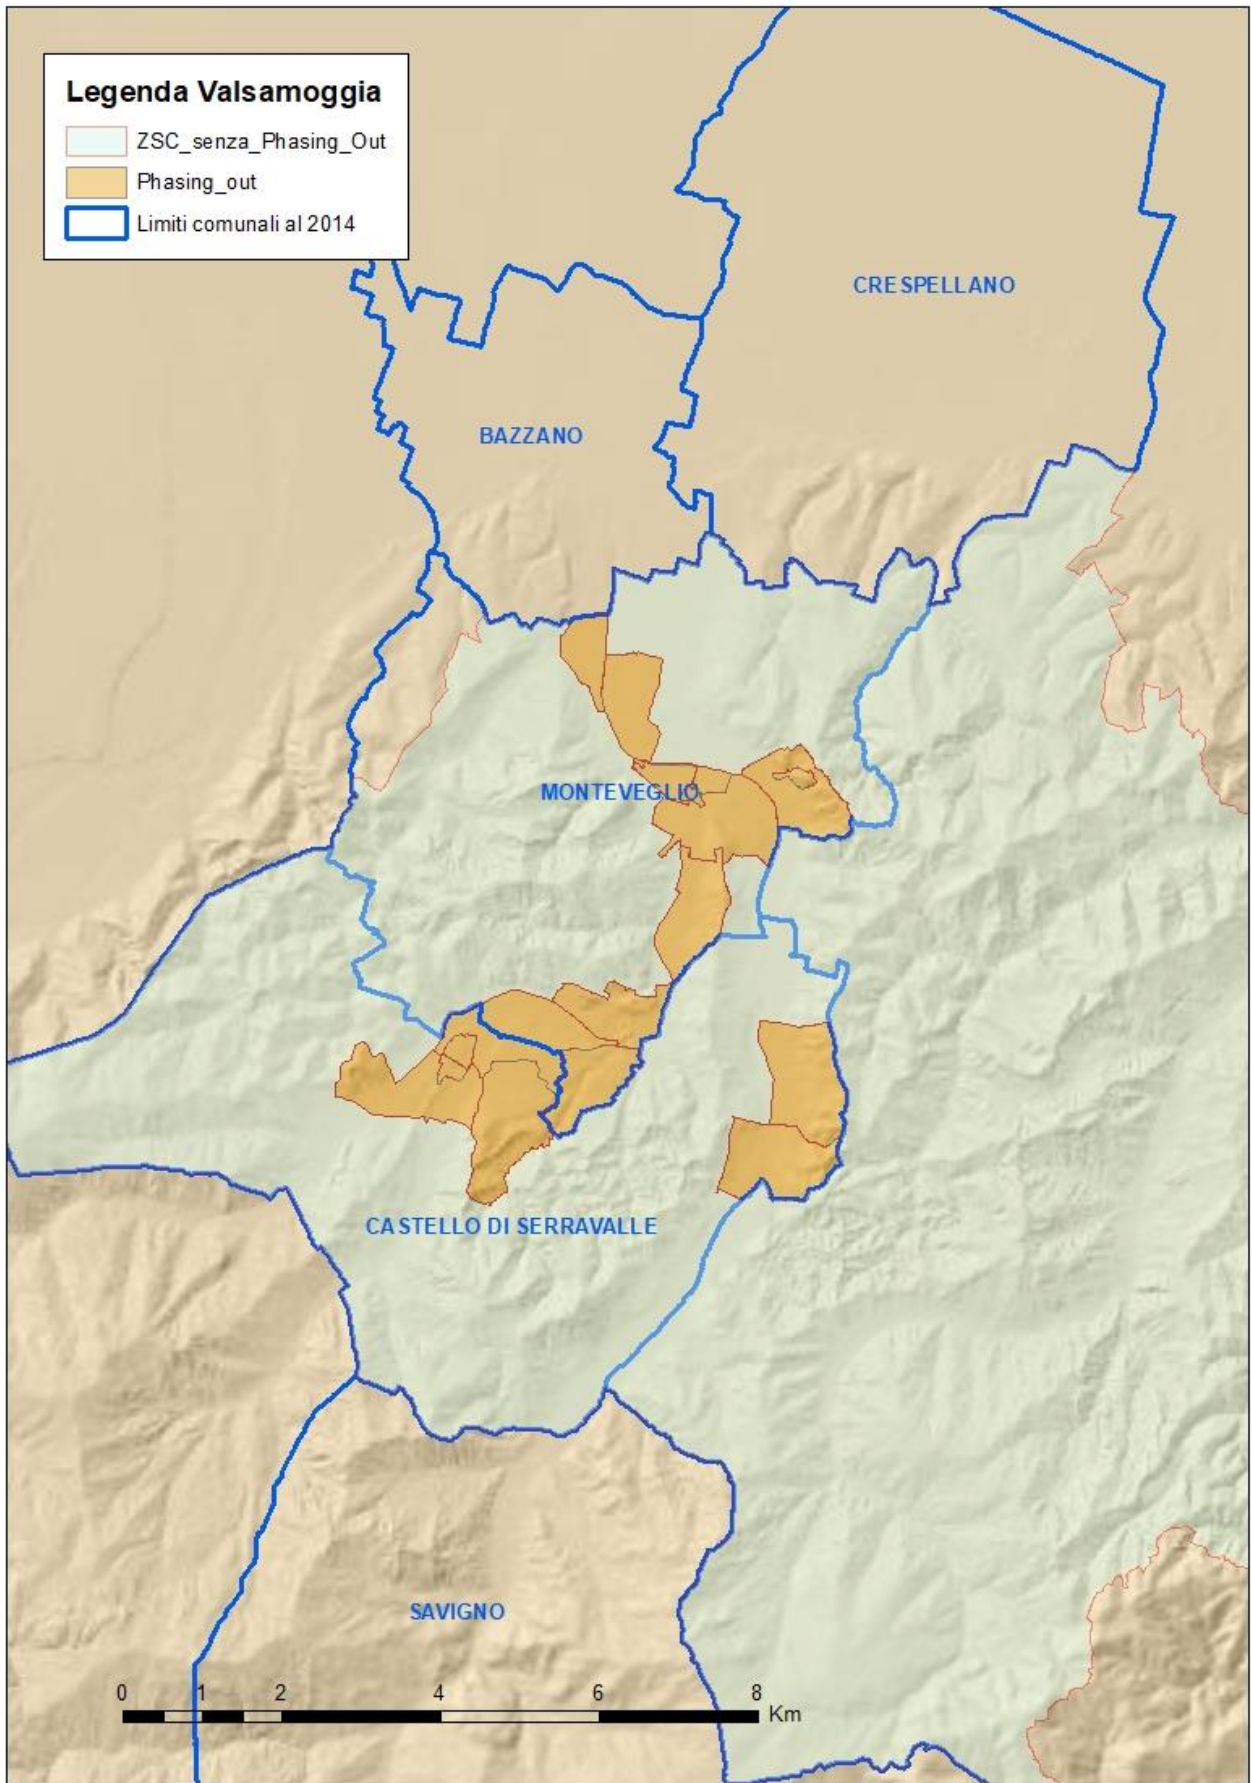 Legenda Valsamoggia
ZSC_senza_Phasing_Out
Phasing_out
Limiti comunali al 2014
CRESPELLANO
BAZZANO
MONTEVEGLIO
CASTELLO DI SERRAVALLE
SAVIGNO
0 1 2 4 6 8
Km